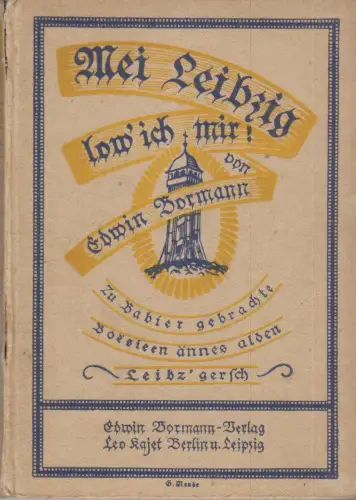 Mei Leibzig
low' ich mir!
von
Edwin Bormann
Zu Babier gebrachte
Boesieen ännes alden
Leibz'gersch
Edwin Bormann-Verlag
Leo Kajet Berlin u. Leipzig